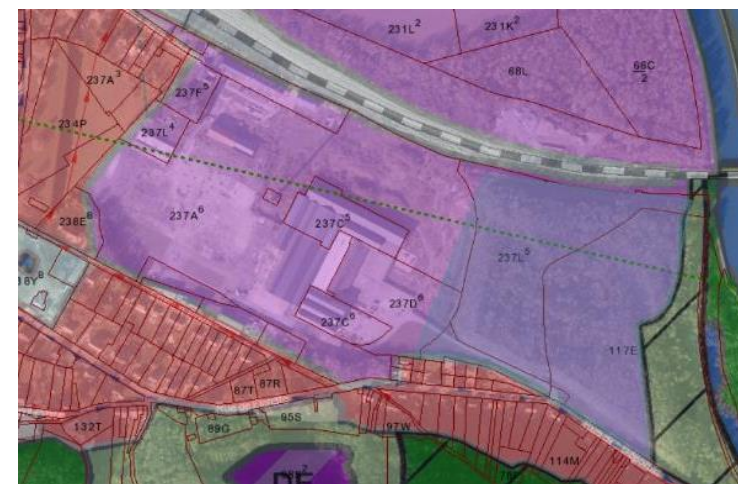 231L²
231K²
68L
66C
2
237A³
237F⁵
234P
237L⁴
238E⁸
237A⁶
237C⁵
237L⁵
237D⁶
237C⁶
117E
87T
87R
89G
95S
97W
132T
114M